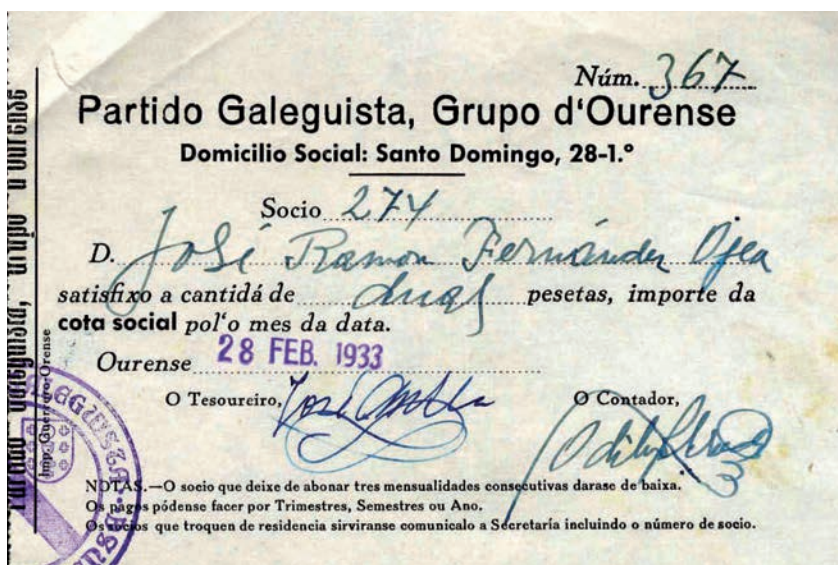 Núm. 367
Partido Galeguista, Grupo d'Ourense
Domicilio Social: Santo Domingo, 28-1.º
Socio 274
D. José Ramón Fernández Ojea
satisfixo a cantidá de duas pesetas, importe da
cota social pol'o mes da data.
Ourense 28 FEB. 1933
O Tesoureiro, O Contador,
José
NOTAS.—O socio que deixe de abonar tres mensualidades consecutivas darase de baixa.
Os pagos pódense facer por Trimestres, Semestres ou Ano.
Os socios que troquen de residencia sirviranse comunicalo a Secretaría incluindo o número de socio.
Partido Galeguista, Grupo d'Ourense
Imp. Guerrero-Orense